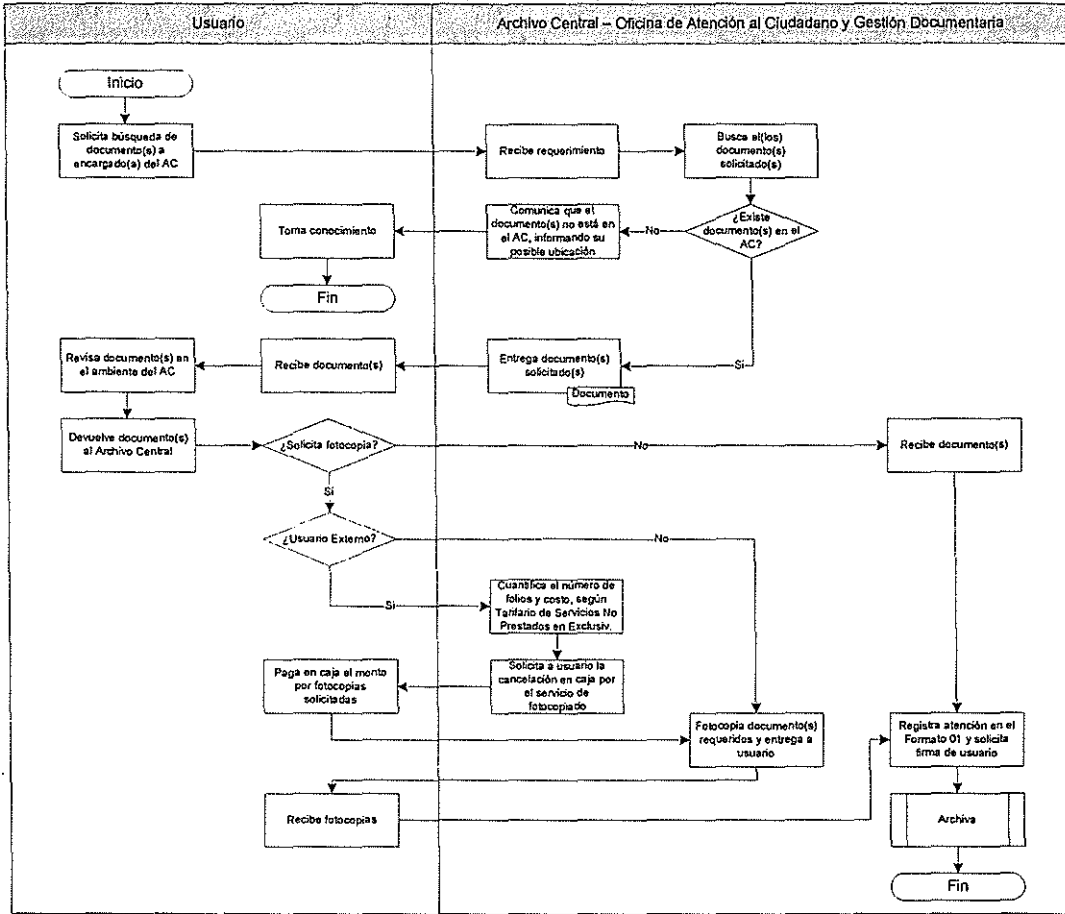 Usuario
Archivo Central – Oficina de Atención al Ciudadano y Gestión Documentaria
Inicio
Solicita búsqueda de
documento(s) a
encargado(a) del AC
Recibe requerimiento
Busca el(los)
documento(s)
solicitado(s)
¿Existe
documento(s) en el
AC?
No
Comunica que el
documento(s) no está en
el AC, informando su
posible ubicación
Toma conocimiento
Fin
Sí
Entrega documento(s)
solicitado(s)
Documento
Recibe documento(s)
Revisa documento(s) en
el ambiente del AC
Devuelve documento(s)
al Archivo Central
¿Solicita fotocopia?
No
Recibe documento(s)
Sí
¿Usuario Externo?
No
Sí
Cuantifica el número de
folios y costo, según
Tarifario de Servicios No
Prestados en Exclusiv.
Solicita a usuario la
cancelación en caja por
el servicio de
fotocopiado
Paga en caja el monto
por fotocopias
solicitadas
Fotocopia documento(s)
requeridos y entrega a
usuario
Registra atención en el
Formato 01 y solicita
firma de usuario
Recibe fotocopias
Archiva
Fin